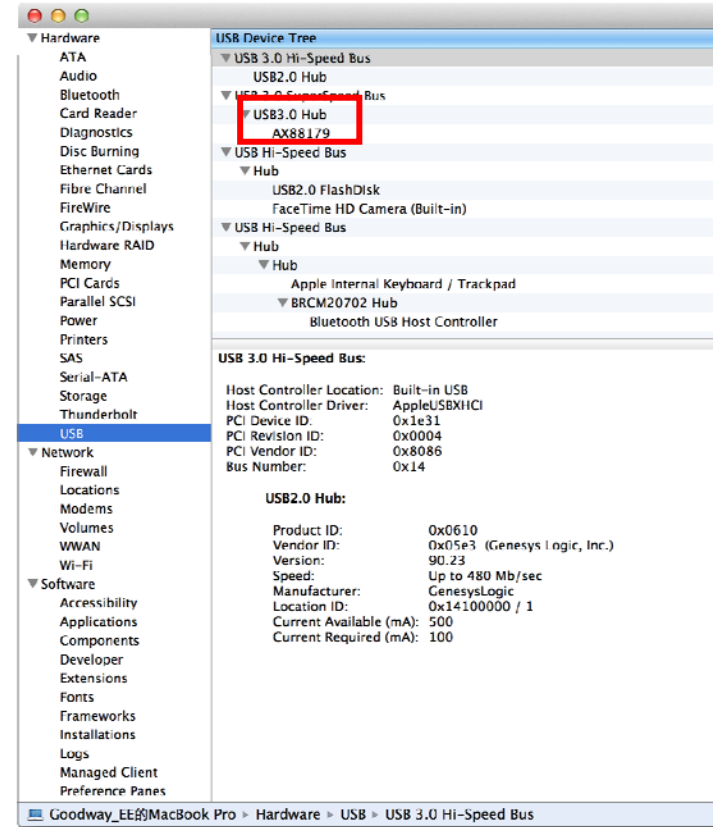 Hardware
ATA
Audio
Bluetooth
Card Reader
Diagnostics
Disc Burning
Ethernet Cards
Fibre Channel
FireWire
Graphics/Displays
Hardware RAID
Memory
PCI Cards
Parallel SCSI
Power
Printers
SAS
Serial-ATA
Storage
Thunderbolt
USB
Network
Firewall
Locations
Modems
Volumes
WWAN
Wi-Fi
Software
Accessibility
Applications
Components
Developer
Extensions
Fonts
Frameworks
Installations
Logs
Managed Client
Preference Panes
USB Device Tree
USB 3.0 Hi-Speed Bus
USB2.0 Hub
USB 3.0 SuperSpeed Bus
USB3.0 Hub
AX88179
USB Hi-Speed Bus
Hub
USB2.0 FlashDisk
FaceTime HD Camera (Built-in)
USB Hi-Speed Bus
Hub
Hub
Apple Internal Keyboard / Trackpad
BRCM20702 Hub
Bluetooth USB Host Controller
USB 3.0 Hi-Speed Bus:
Host Controller Location: Built-in USB
Host Controller Driver: AppleUSBXHCI
PCI Device ID: 0x1e31
PCI Revision ID: 0x0004
PCI Vendor ID: 0x8086
Bus Number: 0x14
USB2.0 Hub:
Product ID: 0x0610
Vendor ID: 0x05e3 (Genesys Logic, Inc.)
Version: 90.23
Speed: Up to 480 Mb/sec
Manufacturer: GenesysLogic
Location ID: 0x14100000 / 1
Current Available (mA): 500
Current Required (mA): 100
Goodway_EE的MacBook Pro ▸ Hardware ▸ USB ▸ USB 3.0 Hi-Speed Bus